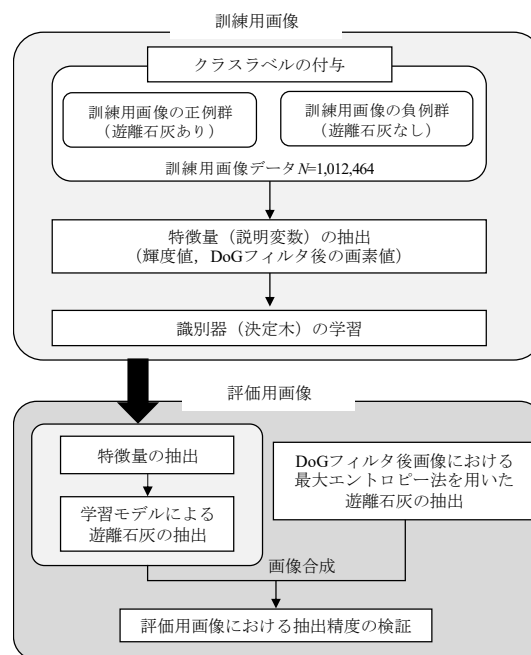 訓練用画像
クラスラベルの付与
訓練用画像の正例群
（遊離石灰あり）
訓練用画像の負例群
（遊離石灰なし）
訓練用画像データN=1,012,464
特徴量（説明変数）の抽出
（輝度値，DoGフィルタ後の画素値）
識別器（決定木）の学習
評価用画像
特徴量の抽出
学習モデルによる
遊離石灰の抽出
DoGフィルタ後画像における
最大エントロピー法を用いた
遊離石灰の抽出
画像合成
評価用画像における抽出精度の検証